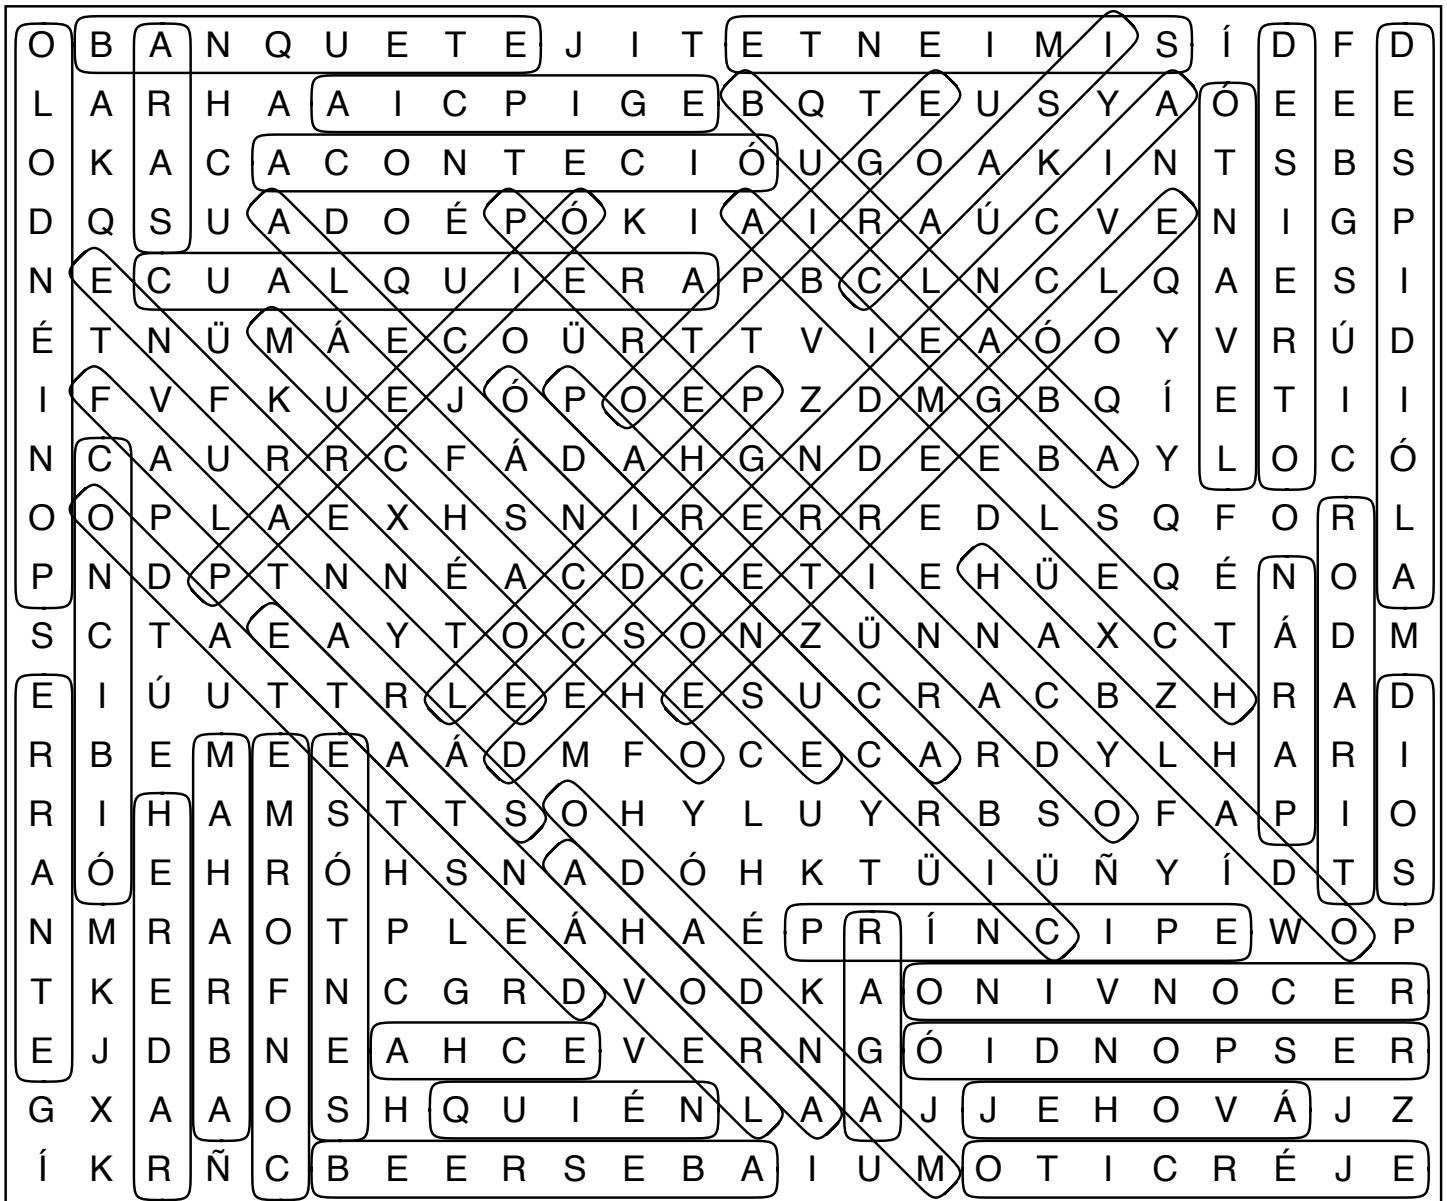 O B A N Q U E T E J I T E T N E I M I S Í D F D
L A R H A A I C P I G E B Q T E U S Y A Ó E E E
O K A C A C O N T E C I Ó U G O A K I N T S B S
D Q S U A D O É P Ó K I A I R A Ú C V E N I G P
N E C U A L Q U I E R A P B C L N C L Q A E S I
É T N Ü M Á E C O Ü R T T V I E A Ó O Y V R Ú D
I F V F K U E J Ó P O E P Z D M G B Q Í E T I I
N C A U R R C F Á D A H G N D E E B A Y L O C Ó
O O P L A E X H S N I R E R R E D L S Q F O R L
P N D P T N N É A C D C E T I E H Ü E Q É N O A
S C T A E A Y T O C S O N Z Ü N N A X C T Á D M
E I Ú U T T R L E E H E S U C R A C B Z H R A D
R B E M E E A Á D M F O C E C A R D Y L H A R I
R I H A M S T T S O H Y L U Y R B S O F A P I O
A Ó E H R Ó H S N A D Ó H K T Ü I Ü Ñ Y Í D T S
N M R A O T P L E Á H A É P R Í N C I P E W O P
T K E R F N C G R D V O D K A O N I V N O C E R
E J D B N E A H C E V E R N G Ó I D N O P S E R
G X A A O S H Q U I É N L A A J J E H O V Á J Z
Í K R Ñ C B E E R S E B A I U M O T I C R É J E